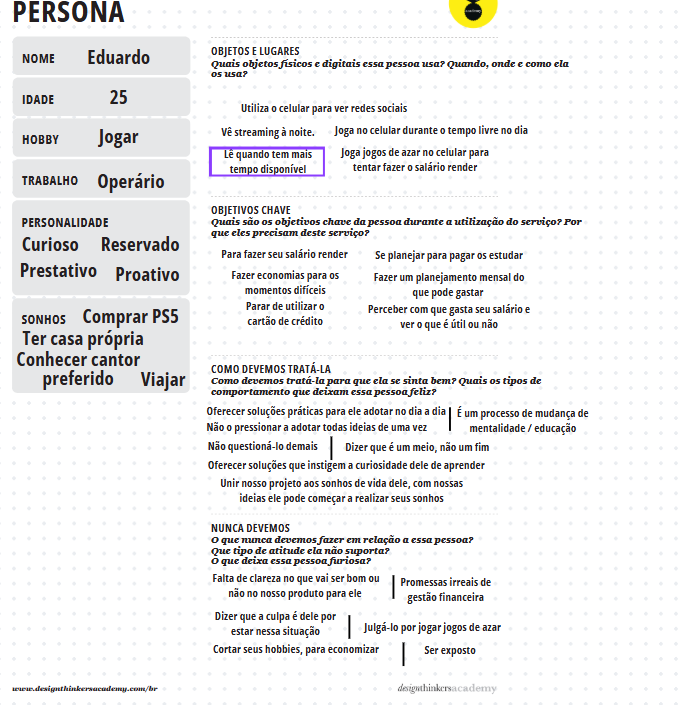 PERSONA
NOME Eduardo
IDADE 25
HOBBY Jogar
TRABALHO Operário
PERSONALIDADE
Curioso Reservado
Prestativo Proativo
SONHOS Comprar PS5
Ter casa própria
Conhecer cantor
preferido Viajar
academy
OBJETOS E LUGARES
Quais objetos físicos e digitais essa pessoa usa? Quando, onde e como ela
os usa?
Utiliza o celular para ver redes sociais
Vê streaming à noite.
Joga no celular durante o tempo livre no dia
Lê quando tem mais
tempo disponível
Joga jogos de azar no celular para
tentar fazer o salário render
OBJETIVOS CHAVE
Quais são os objetivos chave da pessoa durante a utilização do serviço? Por
que eles precisam deste serviço?
Para fazer seu salário render
Se planejar para pagar os estudar
Fazer economias para os
momentos difíceis
Fazer um planejamento mensal do
que pode gastar
Parar de utilizar o
cartão de crédito
Perceber com que gasta seu salário e
ver o que é útil ou não
COMO DEVEMOS TRATÁ-LA
Como devemos tratá-la para que ela se sinta bem? Quais os tipos de
comportamento que deixam essa pessoa feliz?
Oferecer soluções práticas para ele adotar no dia a dia
Não o pressionar a adotar todas ideias de uma vez
É um processo de mudança de
mentalidade / educação
Não questioná-lo demais
Dizer que é um meio, não um fim
Oferecer soluções que instigem a curiosidade dele de aprender
Unir nosso projeto aos sonhos de vida dele, com nossas
ideias ele pode começar a realizar seus sonhos
NUNCA DEVEMOS
O que nunca devemos fazer em relação a essa pessoa?
Que tipo de atitude ela não suporta?
O que deixa essa pessoa furiosa?
Falta de clareza no que vai ser bom ou
não no nosso produto para ele
Promessas irreais de
gestão financeira
Dizer que a culpa é dele por
estar nessa situação
Julgá-lo por jogar jogos de azar
Cortar seus hobbies, para economizar
Ser exposto
www.designthinkersacademy.com/br
designthinkersacademy